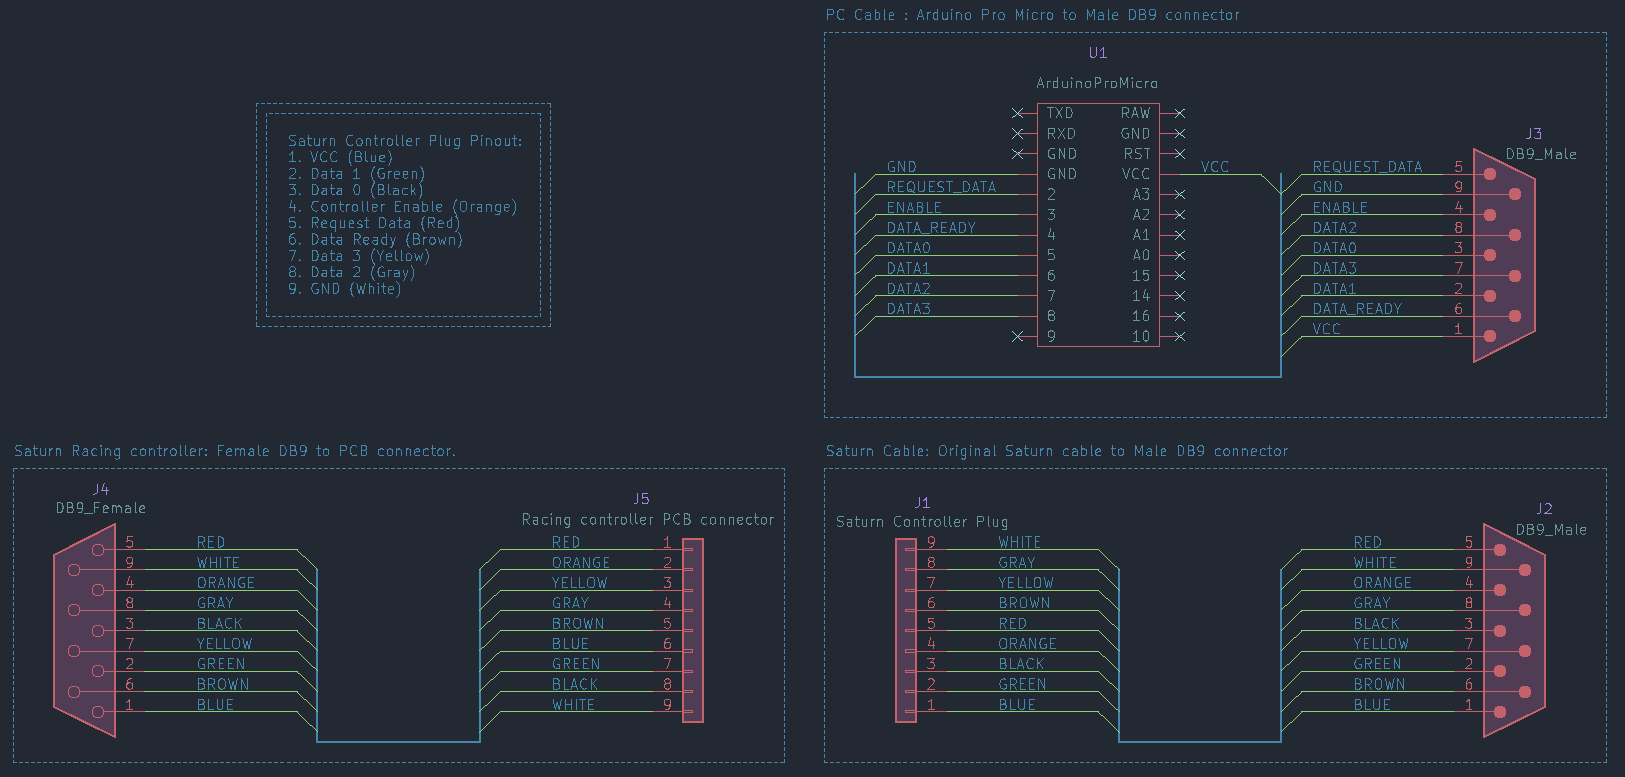 PC Cable : Arduino Pro Micro to Male DB9 connector
U1
ArduinoProMicro
TXD RAW
RXD GND
GND RST
GND GND VCC VCC
REQUEST_DATA 2 A3
ENABLE 3 A2
DATA_READY 4 A1
DATA0 5 A0
DATA1 6 15
DATA2 7 14
DATA3 8 16
9 10
J3
DB9_Male
REQUEST_DATA 5
GND 9
ENABLE 4
DATA2 8
DATA0 3
DATA3 7
DATA1 2
DATA_READY 6
VCC 1
Saturn Controller Plug Pinout:
1. VCC (Blue)
2. Data 1 (Green)
3. Data 0 (Black)
4. Controller Enable (Orange)
5. Request Data (Red)
6. Data Ready (Brown)
7. Data 3 (Yellow)
8. Data 2 (Gray)
9. GND (White)
Saturn Racing controller: Female DB9 to PCB connector.
J4
DB9_Female
5 RED
9 WHITE
4 ORANGE
8 GRAY
3 BLACK
7 YELLOW
2 GREEN
6 BROWN
1 BLUE
J5
Racing controller PCB connector
RED 1
ORANGE 2
YELLOW 3
GRAY 4
BROWN 5
BLUE 6
GREEN 7
BLACK 8
WHITE 9
Saturn Cable: Original Saturn cable to Male DB9 connector
J1
Saturn Controller Plug
9 WHITE
8 GRAY
7 YELLOW
6 BROWN
5 RED
4 ORANGE
3 BLACK
2 GREEN
1 BLUE
J2
DB9_Male
RED 5
WHITE 9
ORANGE 4
GRAY 8
BLACK 3
YELLOW 7
GREEN 2
BROWN 6
BLUE 1